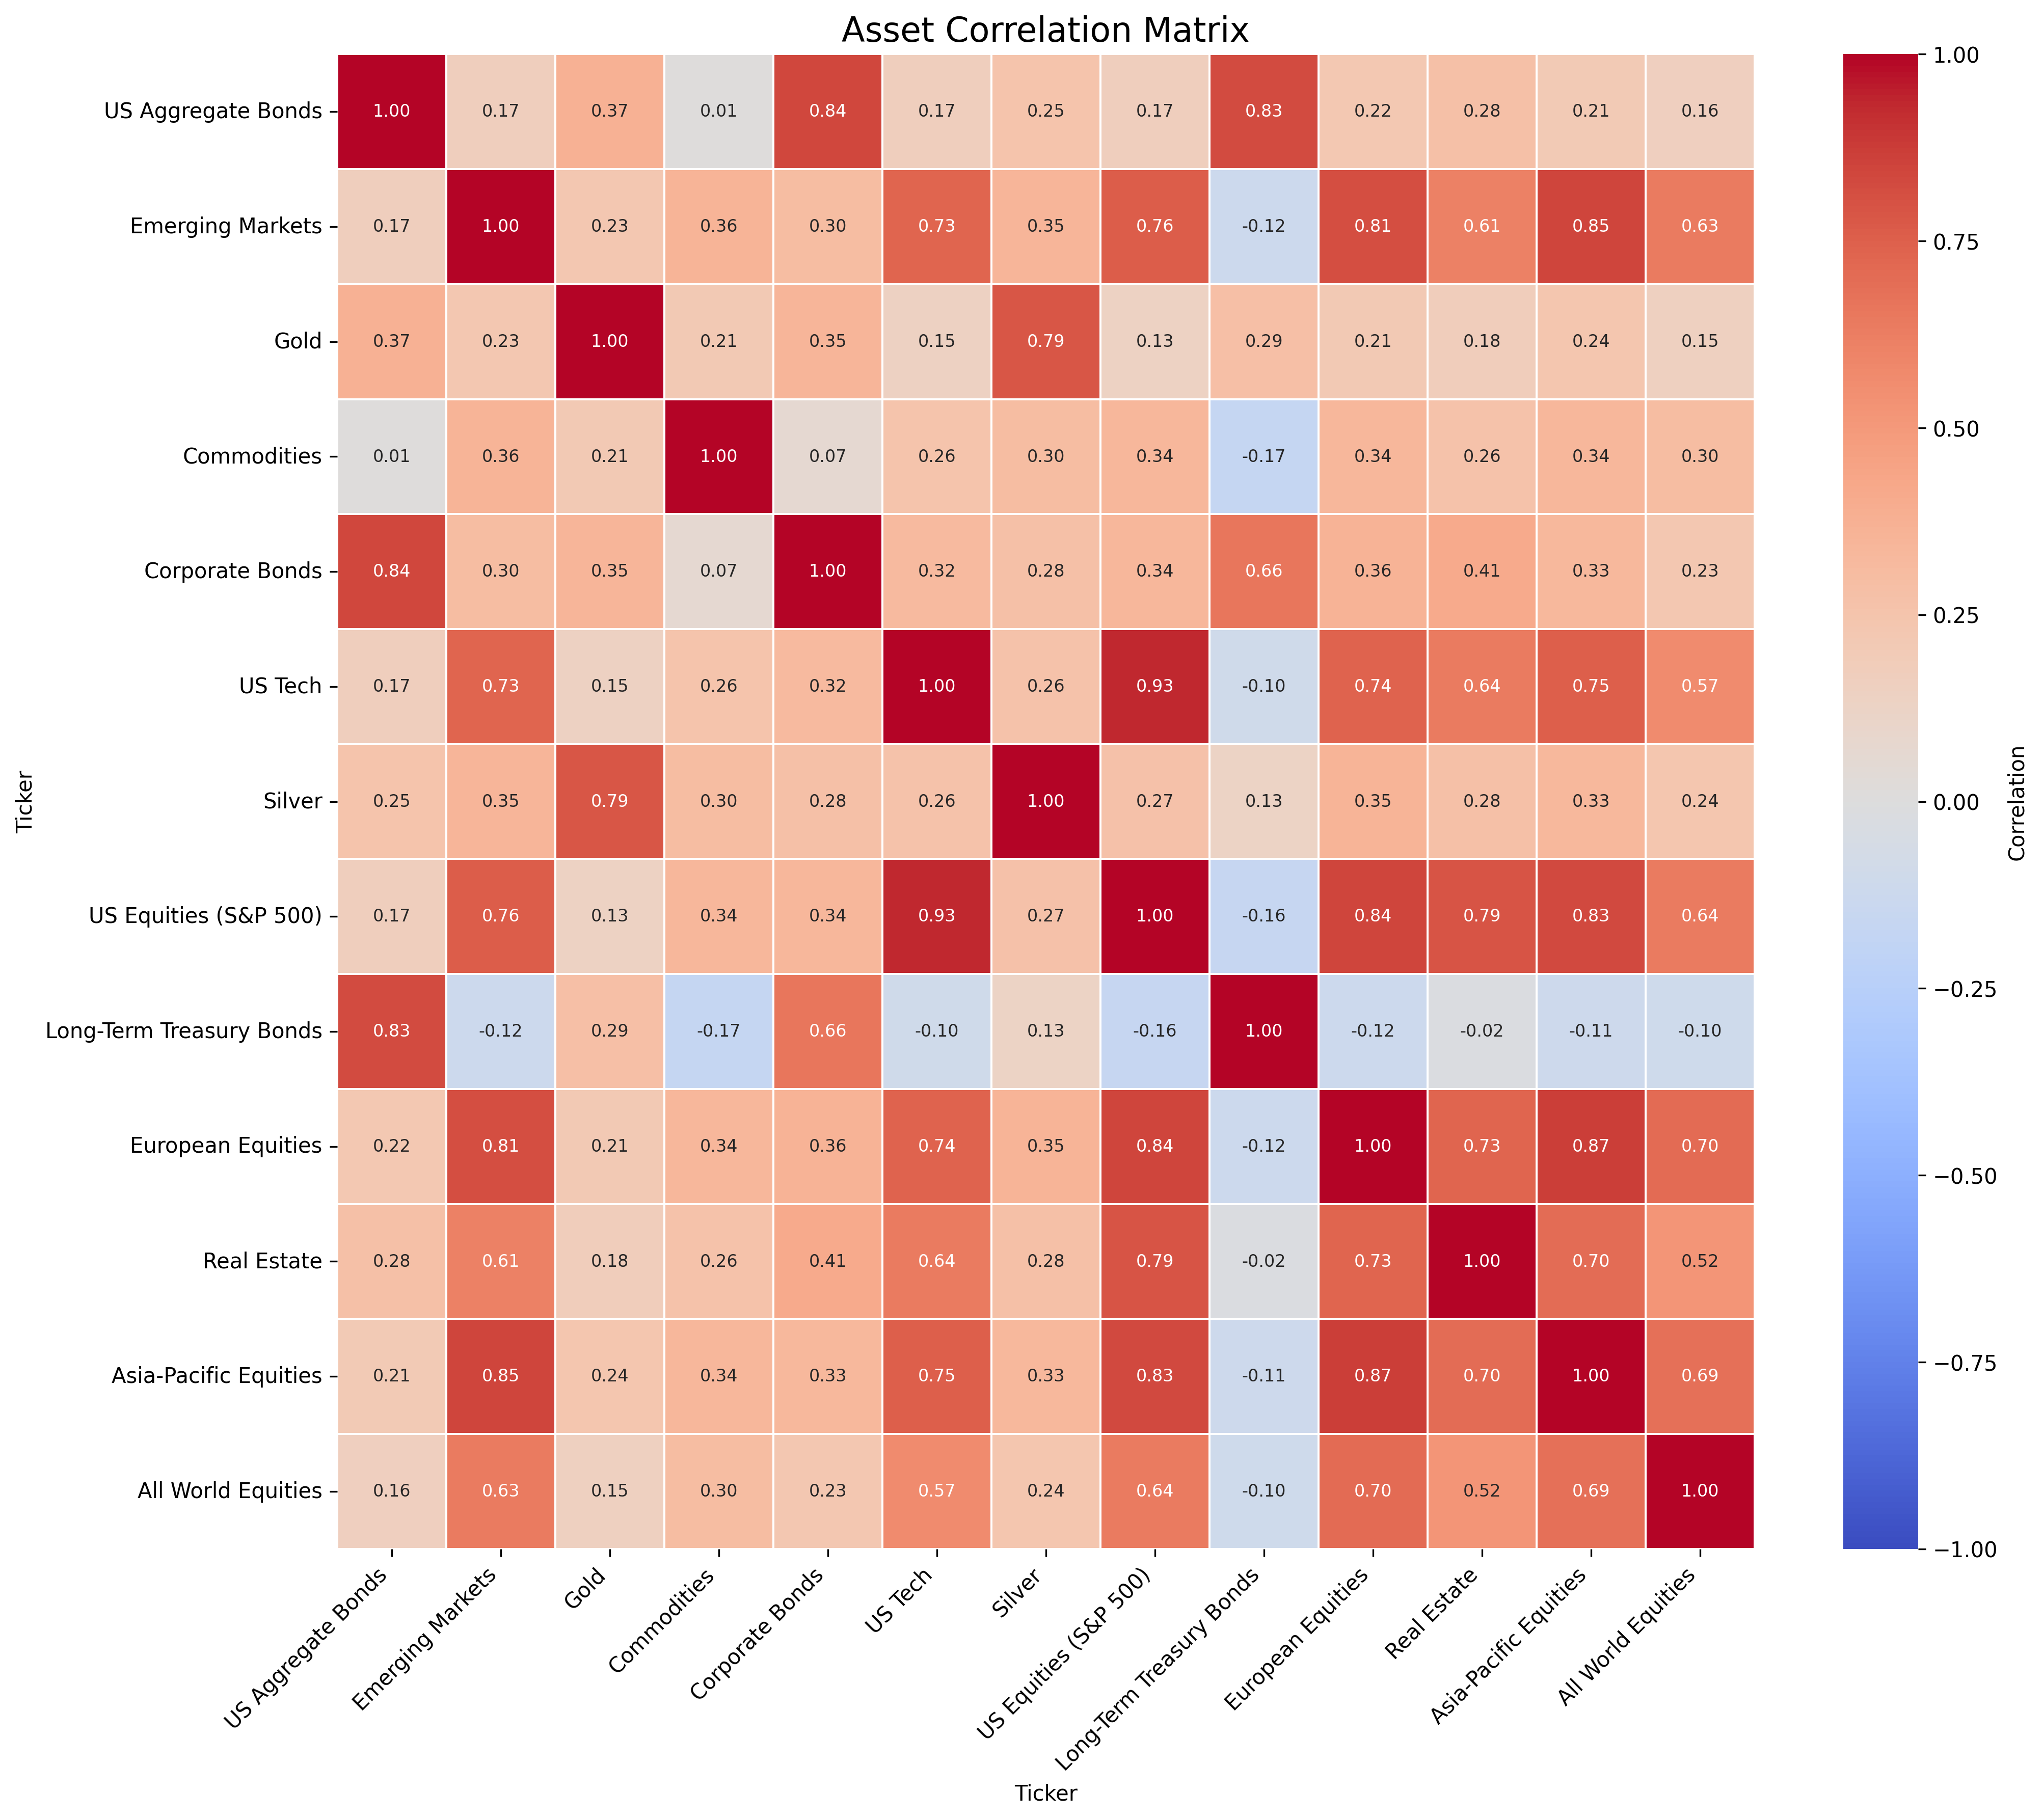 Asset Correlation Matrix
US Aggregate Bonds 1.00 0.17 0.37 0.01 0.84 0.17 0.25 0.17 0.83 0.22 0.28 0.21 0.16
Emerging Markets 0.17 1.00 0.23 0.36 0.30 0.73 0.35 0.76 -0.12 0.81 0.61 0.85 0.63
Gold 0.37 0.23 1.00 0.21 0.35 0.15 0.79 0.13 0.29 0.21 0.18 0.24 0.15
Commodities 0.01 0.36 0.21 1.00 0.07 0.26 0.30 0.34 -0.17 0.34 0.26 0.34 0.30
Corporate Bonds 0.84 0.30 0.35 0.07 1.00 0.32 0.28 0.34 0.66 0.36 0.41 0.33 0.23
US Tech 0.17 0.73 0.15 0.26 0.32 1.00 0.26 0.93 -0.10 0.74 0.64 0.75 0.57
Silver 0.25 0.35 0.79 0.30 0.28 0.26 1.00 0.27 0.13 0.35 0.28 0.33 0.24
US Equities (S&P 500) 0.17 0.76 0.13 0.34 0.34 0.93 0.27 1.00 -0.16 0.84 0.79 0.83 0.64
Long-Term Treasury Bonds 0.83 -0.12 0.29 -0.17 0.66 -0.10 0.13 -0.16 1.00 -0.12 -0.02 -0.11 -0.10
European Equities 0.22 0.81 0.21 0.34 0.36 0.74 0.35 0.84 -0.12 1.00 0.73 0.87 0.70
Real Estate 0.28 0.61 0.18 0.26 0.41 0.64 0.28 0.79 -0.02 0.73 1.00 0.70 0.52
Asia-Pacific Equities 0.21 0.85 0.24 0.34 0.33 0.75 0.33 0.83 -0.11 0.87 0.70 1.00 0.69
All World Equities 0.16 0.63 0.15 0.30 0.23 0.57 0.24 0.64 -0.10 0.70 0.52 0.69 1.00
Ticker
US Aggregate Bonds
Emerging Markets
Gold
Commodities
Corporate Bonds
US Tech
Silver
US Equities (S&P 500)
Long-Term Treasury Bonds
European Equities
Real Estate
Asia-Pacific Equities
All World Equities
Ticker
1.00
0.75
0.50
0.25
0.00
−0.25
−0.50
−0.75
−1.00
Correlation